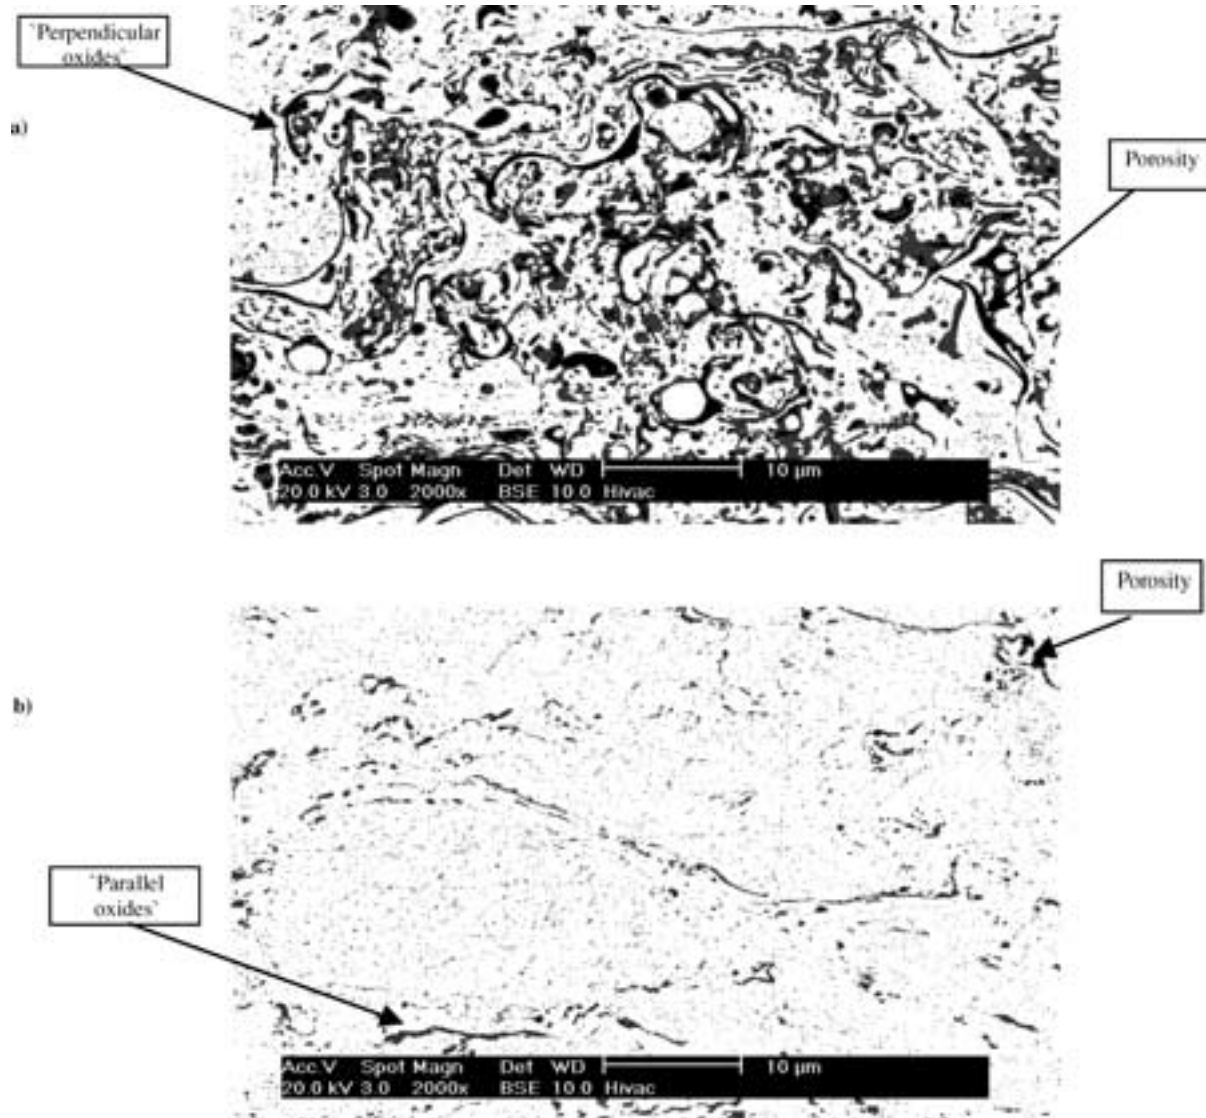 `Perpendicular
oxides`
a)
Porosity
Acc.V Spot Magn Det WD 10 µm
20.0 kV 3.0 2000x BSE 10.0 Hivac
Porosity
b)
`Parallel
oxides`
Acc.V Spot Magn Det WD 10 µm
20.0 kV 3.0 2000x BSE 10.0 Hivac